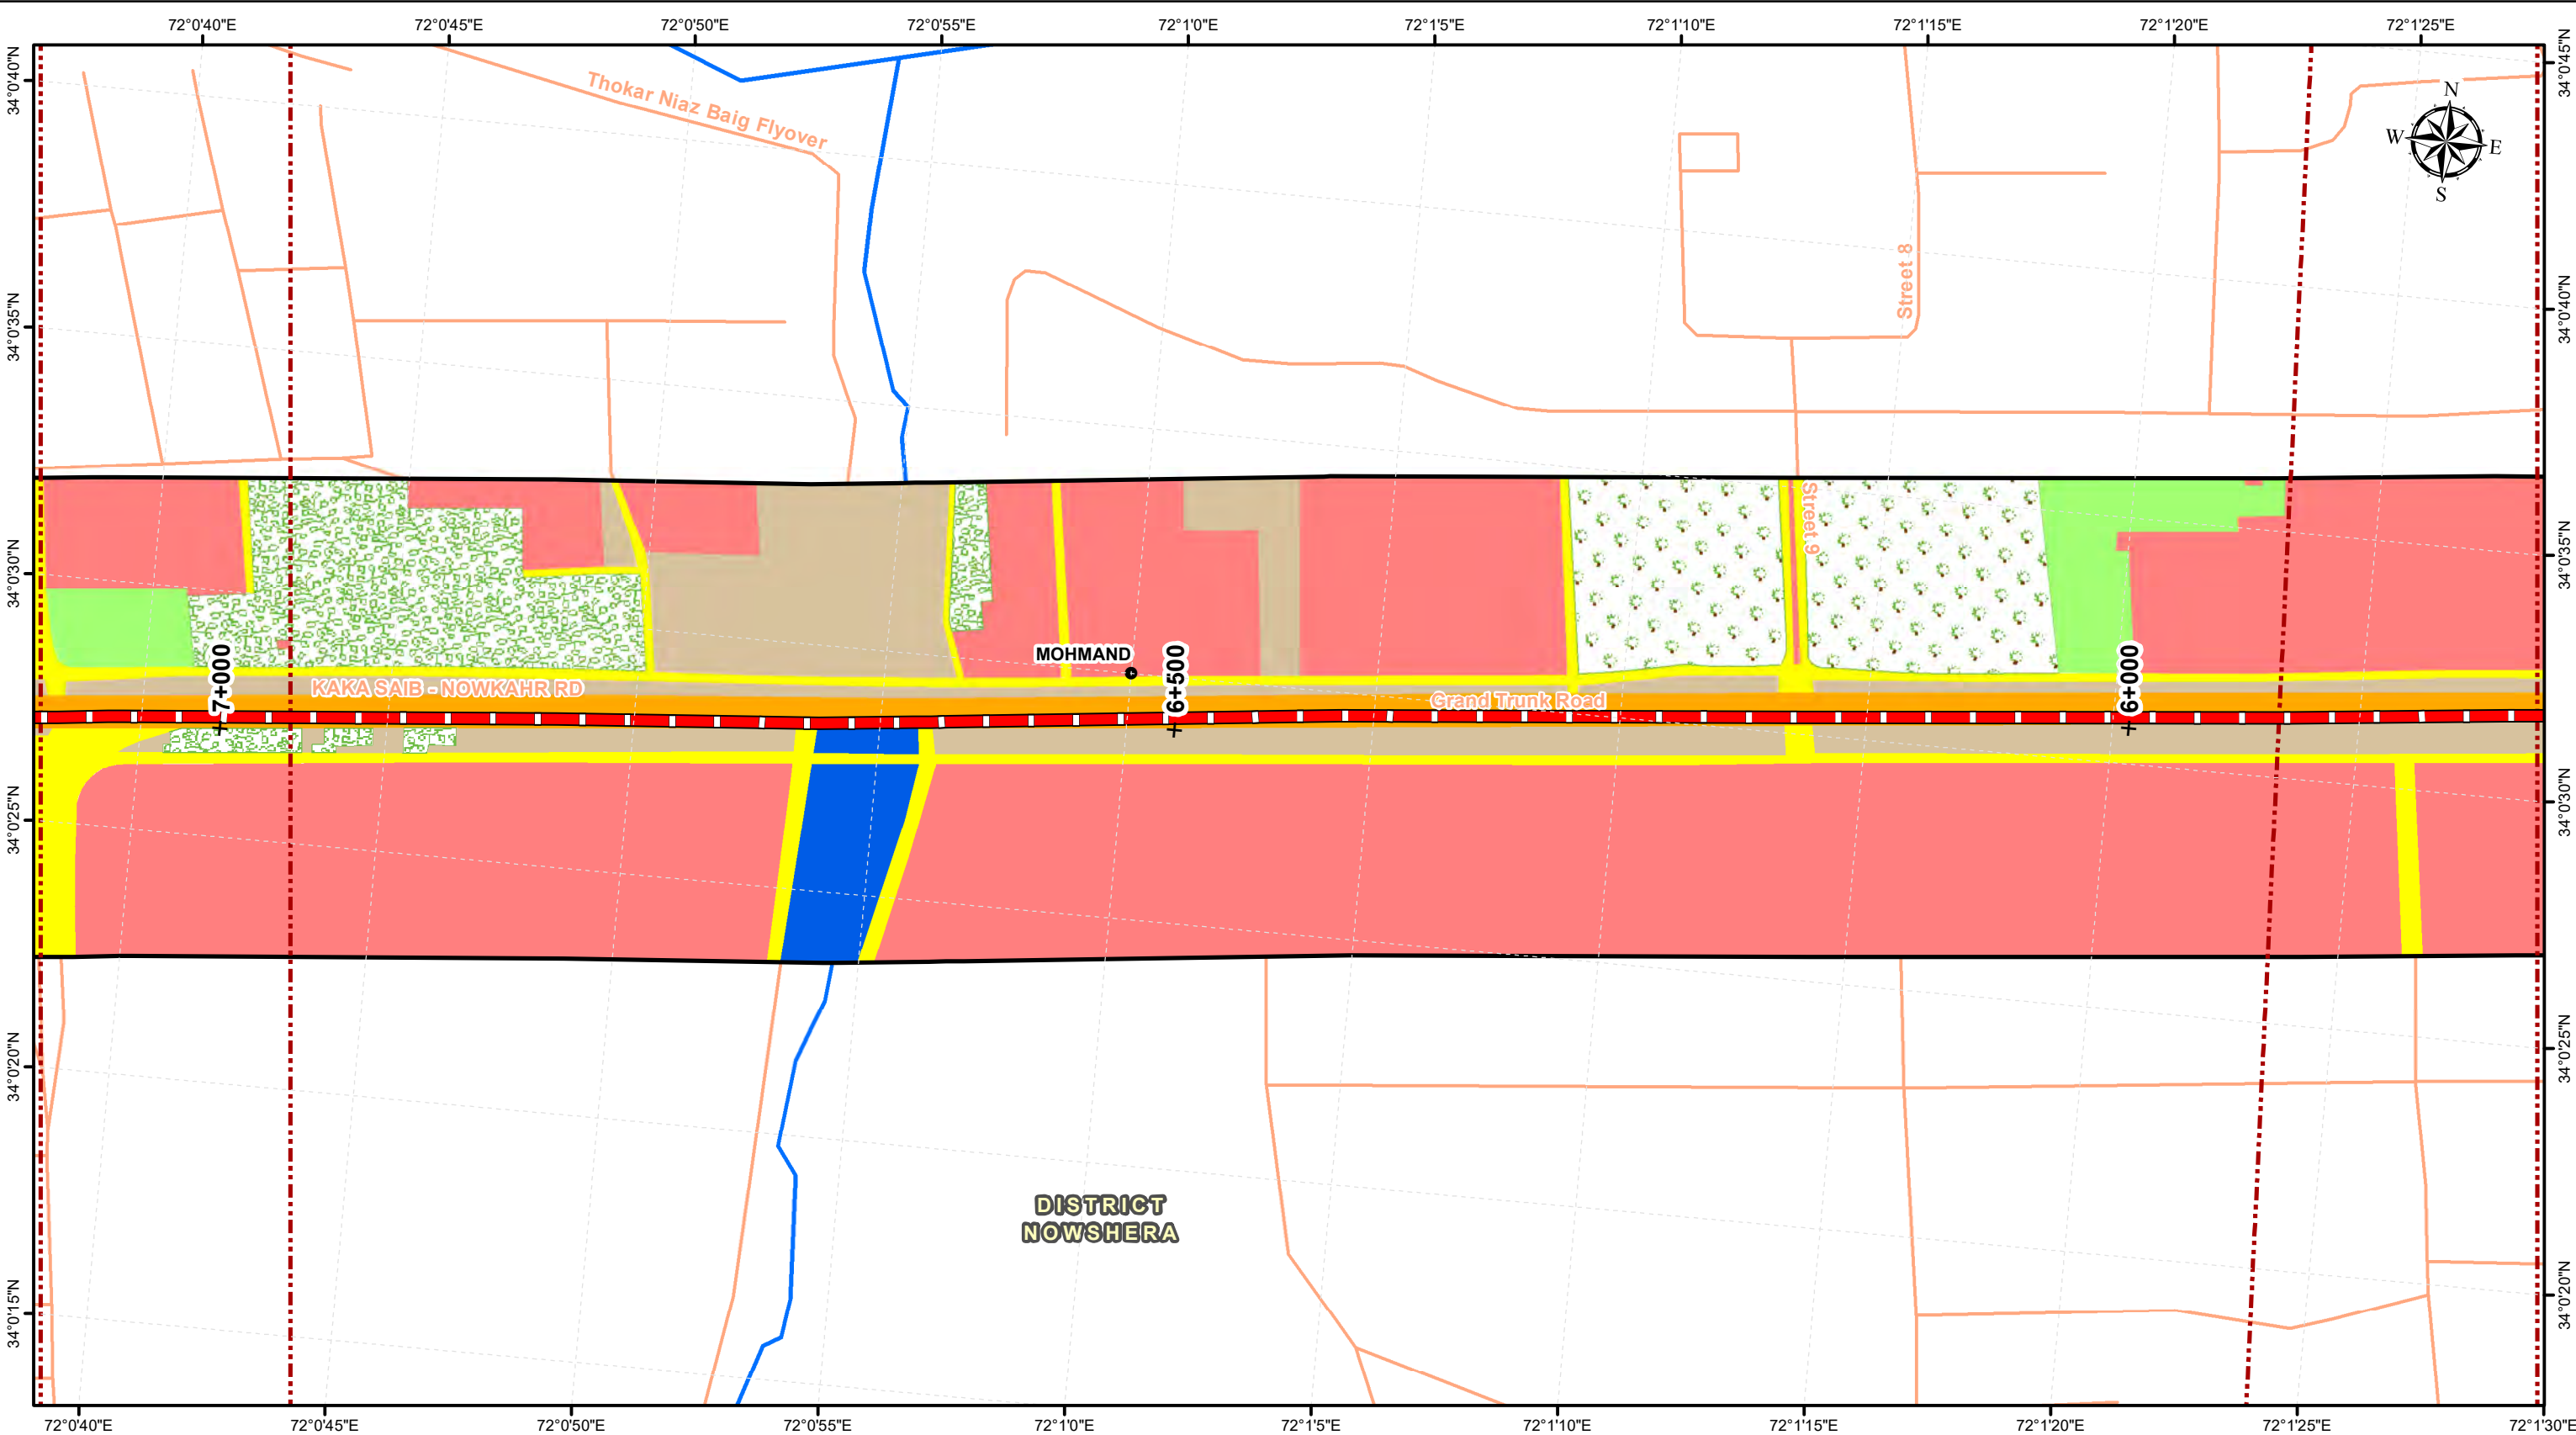 72°0'40"E 72°0'45"E 72°0'50"E 72°0'55"E 72°1'0"E 72°1'5"E 72°1'10"E 72°1'15"E 72°1'20"E 72°1'25"E
34°0'40"N
34°0'35"N
34°0'30"N
34°0'25"N
34°0'20"N
34°0'15"N
34°0'45"N
34°0'40"N
34°0'35"N
34°0'30"N
34°0'25"N
34°0'20"N
N
W E
S
Thokar Niaz Baig Flyover
Street 8
Street 9
MOHMAND
7+000
6+500
6+000
KAKA SAIB - NOWKAHR RD
Grand Trunk Road
DISTRICT
NOWSHERA
72°0'40"E 72°0'45"E 72°0'50"E 72°0'55"E 72°1'0"E 72°1'5"E 72°1'10"E 72°1'15"E 72°1'20"E 72°1'25"E 72°1'30"E